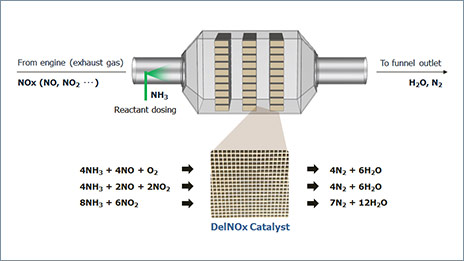 From engine (exhaust gas)
NOx (NO, NO₂ ···)
NH₃
Reactant dosing
To funnel outlet
H₂O, N₂
4NH₃ + 4NO + O₂
4N₂ + 6H₂O
4NH₃ + 2NO + 2NO₂
4N₂ + 6H₂O
8NH₃ + 6NO₂
7N₂ + 12H₂O
DelNOx Catalyst